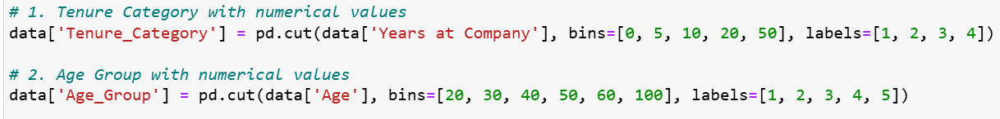 # 1. Tenure Category with numerical values
data['Tenure_Category'] = pd.cut(data['Years at Company'], bins=[0, 5, 10, 20, 50], labels=[1, 2, 3, 4])
# 2. Age Group with numerical values
data['Age_Group'] = pd.cut(data['Age'], bins=[20, 30, 40, 50, 60, 100], labels=[1, 2, 3, 4, 5])